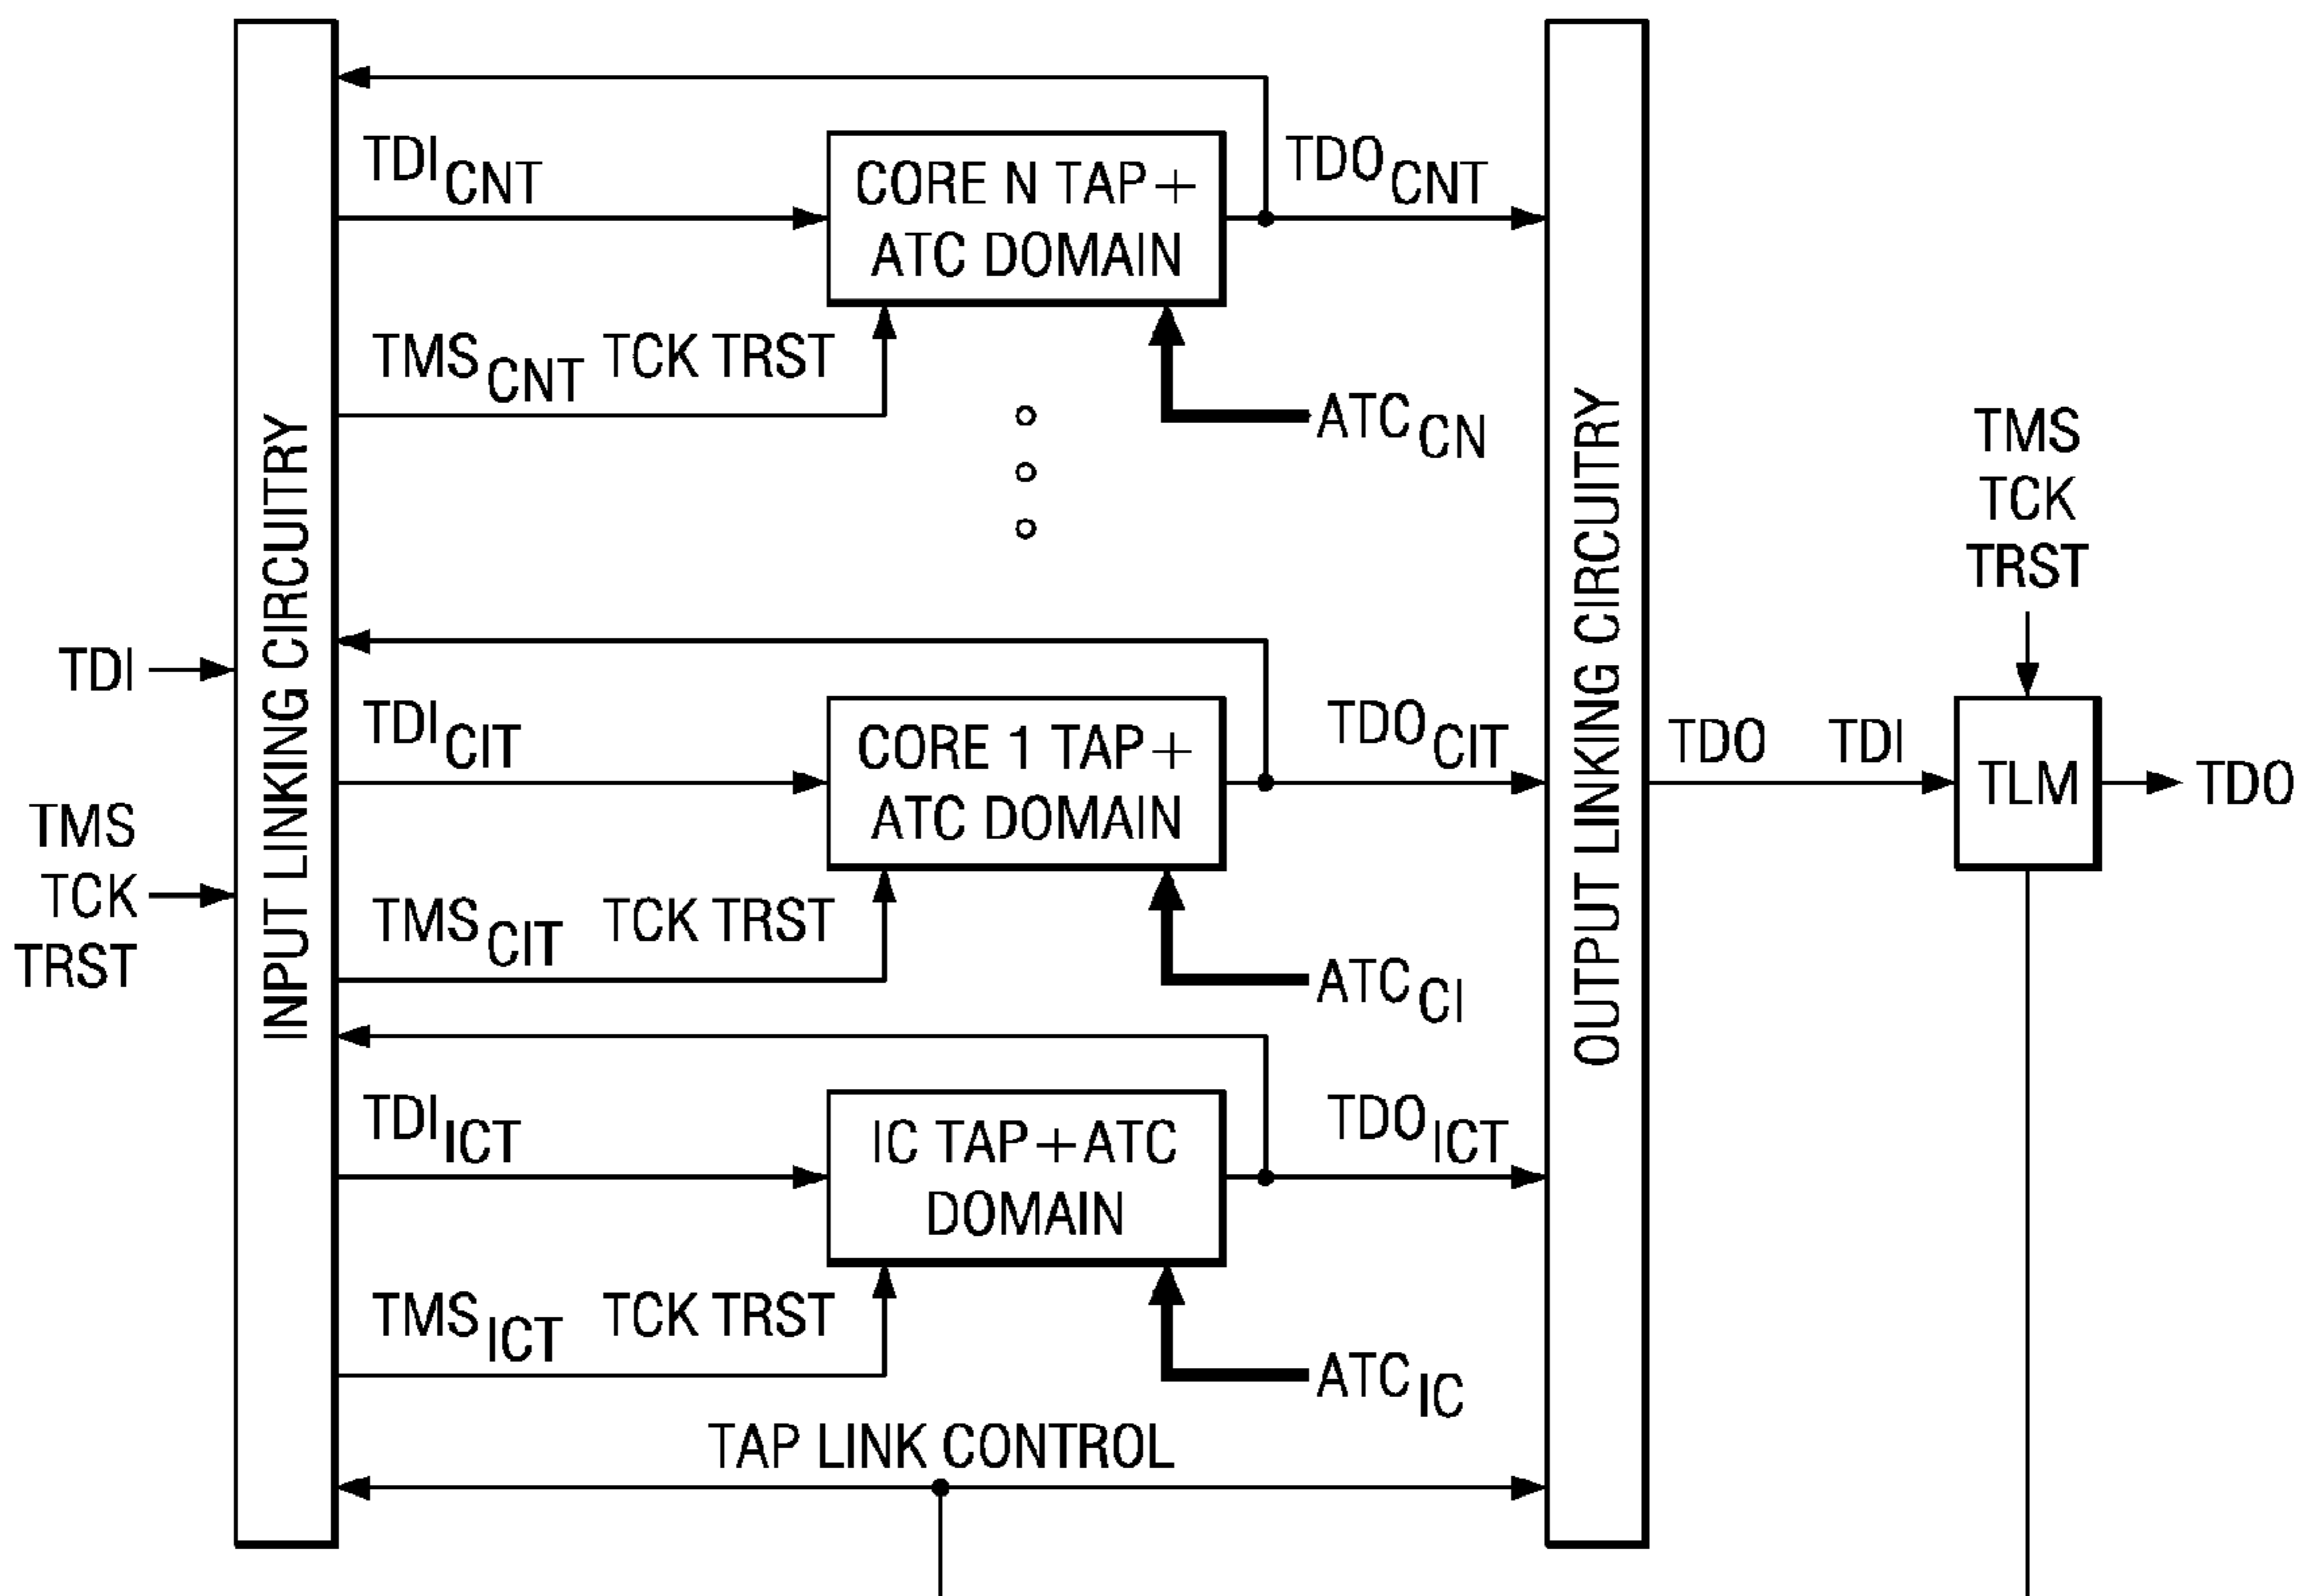 TDI CNT
CORE N TAP+
ATC DOMAIN
TDO CNT
TMS CNT TCK TRST
ATC CN
INPUT LINKING CIRCUITRY
OUTPUT LINKING CIRCUITRY
TMS
TCK
TRST
TDI
TMS
TCK
TRST
TDI CIT
CORE 1 TAP+
ATC DOMAIN
TDO CIT
TDO TDI
TLM
TDO
TMS CIT TCK TRST
ATC CI
TDI ICT
IC TAP+ATC
DOMAIN
TDO ICT
TMS ICT TCK TRST
ATC IC
TAP LINK CONTROL